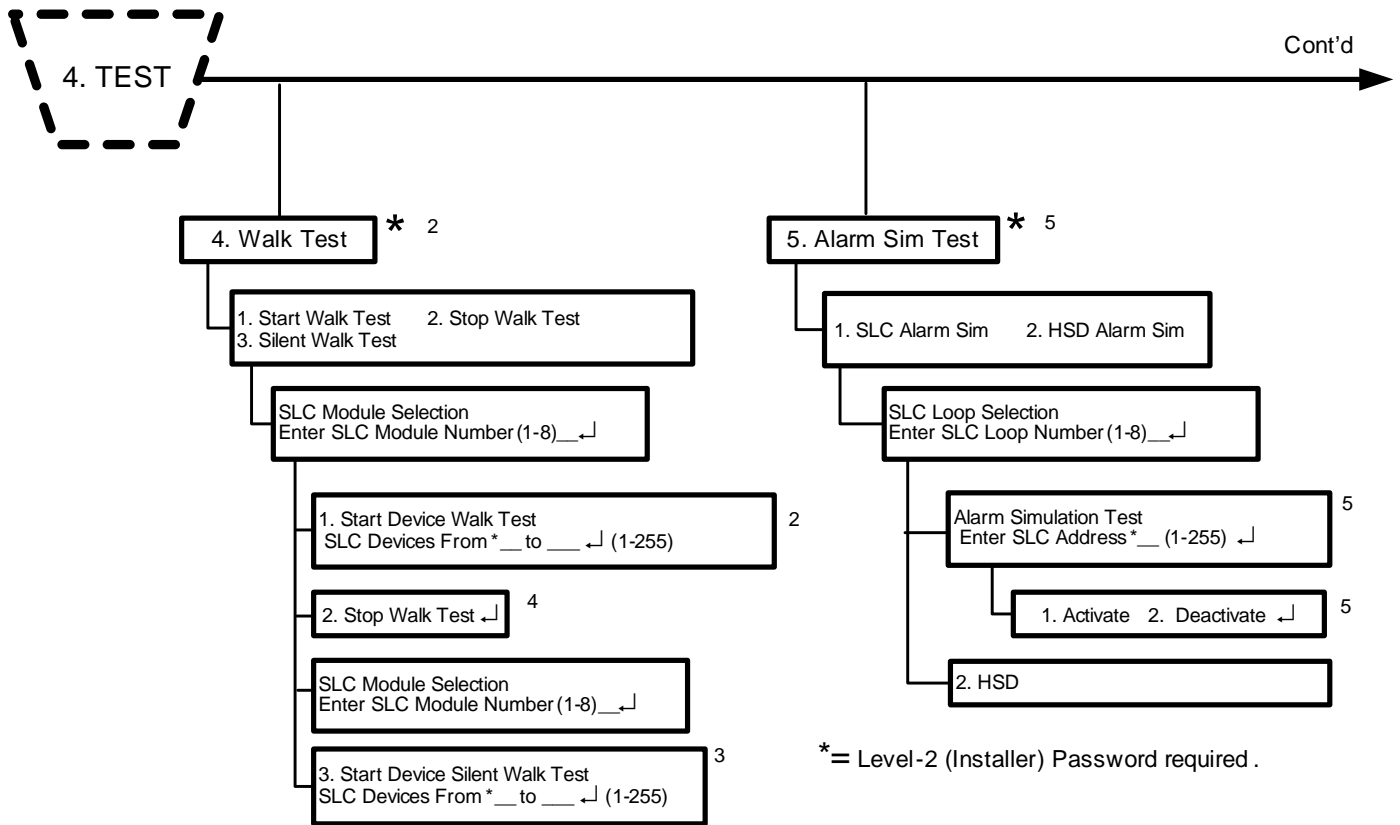 Cont'd
4. TEST
4. Walk Test * 2
1. Start Walk Test 2. Stop Walk Test
3. Silent Walk Test
SLC Module Selection
Enter SLC Module Number (1-8)__↵
1. Start Device Walk Test 2
SLC Devices From *__ to ___ ↵ (1-255)
2. Stop Walk Test ↵ 4
SLC Module Selection
Enter SLC Module Number (1-8)__↵
3. Start Device Silent Walk Test 3
SLC Devices From *__ to ___ ↵ (1-255)
5. Alarm Sim Test * 5
1. SLC Alarm Sim 2. HSD Alarm Sim
SLC Loop Selection
Enter SLC Loop Number (1-8)__↵
Alarm Simulation Test 5
Enter SLC Address *__ (1-255) ↵
1. Activate 2. Deactivate ↵ 5
2. HSD
*= Level-2 (Installer) Password required.